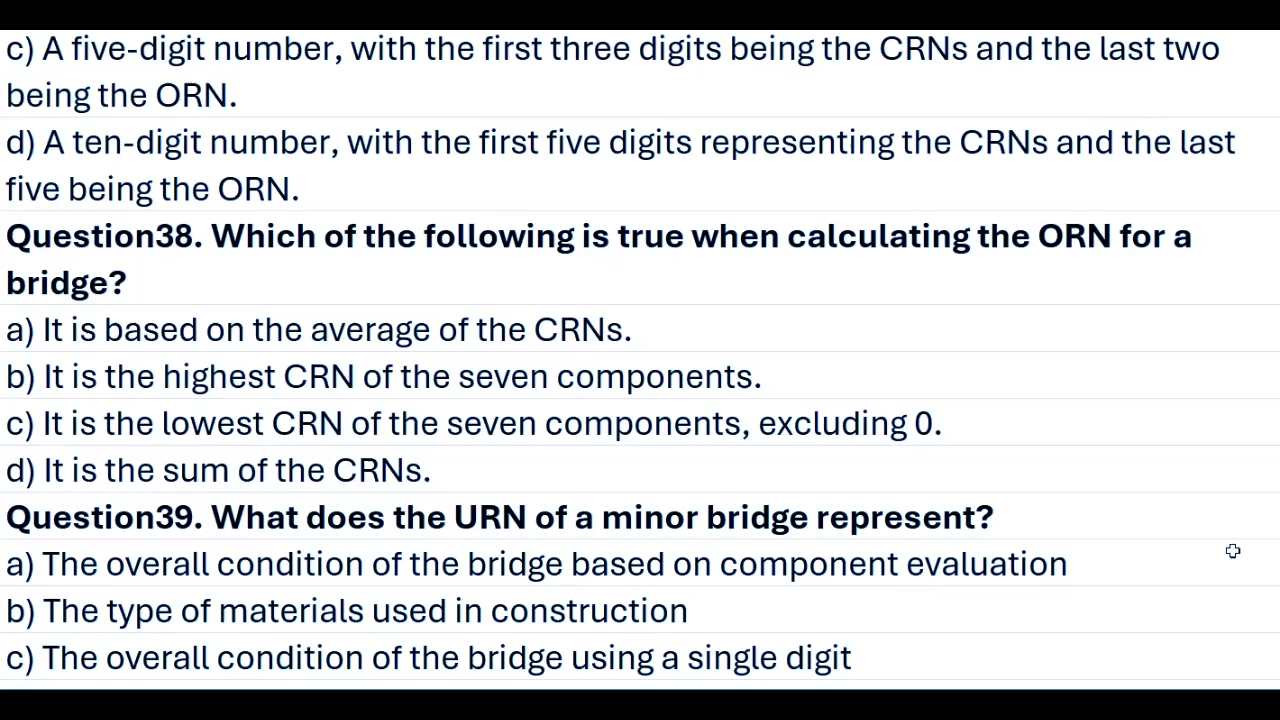 c) A five-digit number, with the first three digits being the CRNs and the last two
being the ORN.
d) A ten-digit number, with the first five digits representing the CRNs and the last
five being the ORN.
Question38. Which of the following is true when calculating the ORN for a
bridge?
a) It is based on the average of the CRNs.
b) It is the highest CRN of the seven components.
c) It is the lowest CRN of the seven components, excluding 0.
d) It is the sum of the CRNs.
Question39. What does the URN of a minor bridge represent?
a) The overall condition of the bridge based on component evaluation
b) The type of materials used in construction
c) The overall condition of the bridge using a single digit